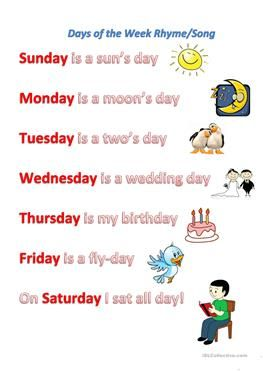 Days of the Week Rhyme/Song
Sunday is a sun's day
Monday is a moon's day
Tuesday is a two's day
Wednesday is a wedding day
Thursday is my birthday
Friday is a fly-day
On Saturday I sat all day!
iSLCollective.com